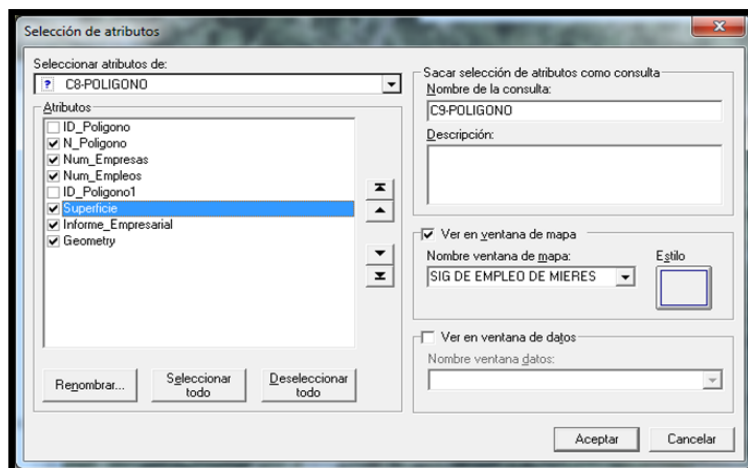 Selección de atributos
Seleccionar atributos de:
? C8-POLIGONO
Atributos
ID_Poligono
N_Poligono
Num_Empresas
Num_Empleos
ID_Poligono1
Superficie
Informe_Empresarial
Geometry
Renombrar...
Seleccionar
todo
Deseleccionar
todo
Sacar selección de atributos como consulta
Nombre de la consulta:
C9-POLIGONO
Descripción:
Ver en ventana de mapa
Nombre ventana de mapa:
Estilo
SIG DE EMPLEO DE MIERES
Ver en ventana de datos
Nombre ventana datos:
Aceptar
Cancelar